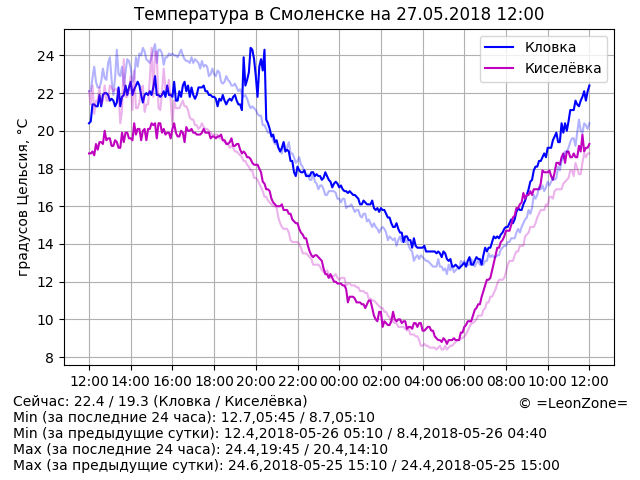 Температура в Смоленске на 27.05.2018 12:00
Кловка
Киселёвка
градусов Цельсия, °C
24
22
20
18
16
14
12
10
8
12:00 14:00 16:00 18:00 20:00 22:00 00:00 02:00 04:00 06:00 08:00 10:00 12:00
Сейчас: 22.4 / 19.3 (Кловка / Киселёвка)
© =LeonZone=
Min (за последние 24 часа): 12.7,05:45 / 8.7,05:10
Min (за предыдущие сутки): 12.4,2018-05-26 05:10 / 8.4,2018-05-26 04:40
Max (за последние 24 часа): 24.4,19:45 / 20.4,14:10
Max (за предыдущие сутки): 24.6,2018-05-25 15:10 / 24.4,2018-05-25 15:00